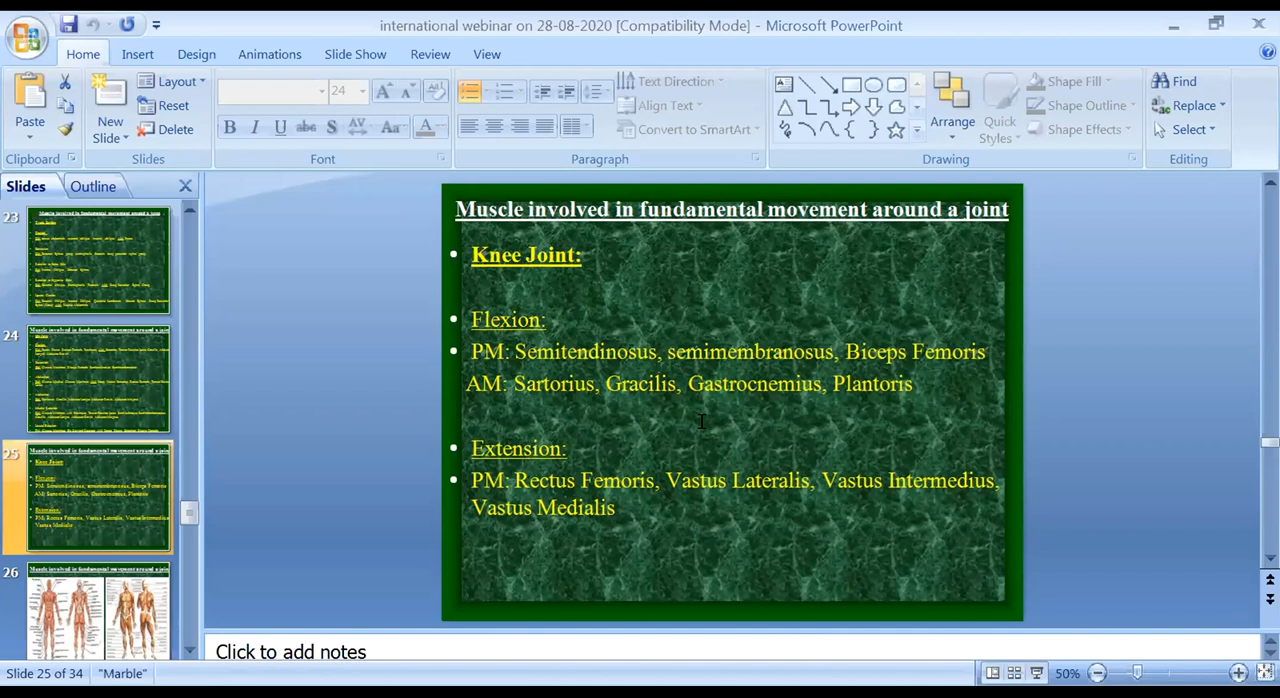 international webinar on 28-08-2020 [Compatibility Mode] - Microsoft PowerPoint
Home Insert Design Animations Slide Show Review View
Paste
New
Slide
Layout
Reset
Delete
24
B I U abc S AV Aa A
Text Direction
Align Text
Convert to SmartArt
Arrange
Quick
Styles
Shape Fill
Shape Outline
Shape Effects
Find
Replace
Select
Clipboard Slides Font Paragraph Drawing Editing
Slides Outline
23
24
25
26
Muscle involved in fundamental movement around a joint
• Knee Joint:
• Flexion:
• PM: Semitendinosus, semimembranosus, Biceps Femoris
AM: Sartorius, Gracilis, Gastrocnemius, Plantoris
• Extension:
• PM: Rectus Femoris, Vastus Lateralis, Vastus Intermedius,
Vastus Medialis
Click to add notes
Slide 25 of 34 "Marble" 50%